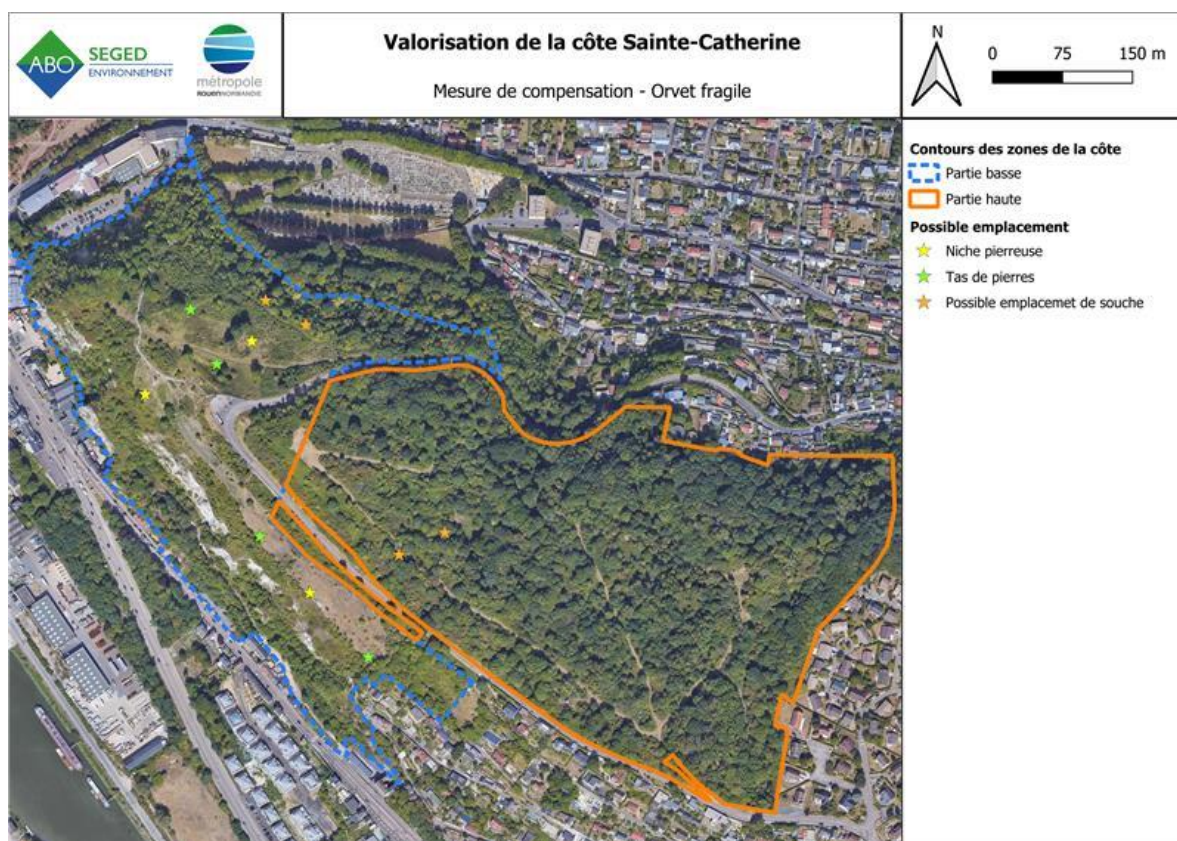 ABO
SEGED
ENVIRONNEMENT
métropole
ROUENNORMANDIE
Valorisation de la côte Sainte-Catherine
Mesure de compensation - Orvet fragile
N
0 75 150 m
Contours des zones de la côte
Partie basse
Partie haute
Possible emplacement
Niche pierreuse
Tas de pierres
Possible emplacemet de souche